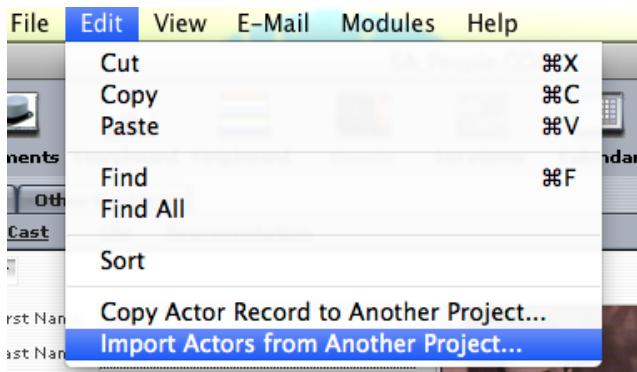 File Edit View E-Mail Modules Help
Cut ⌘X
Copy ⌘C
Paste ⌘V
Find ⌘F
Find All
Sort
Copy Actor Record to Another Project...
Import Actors from Another Project...
Cast